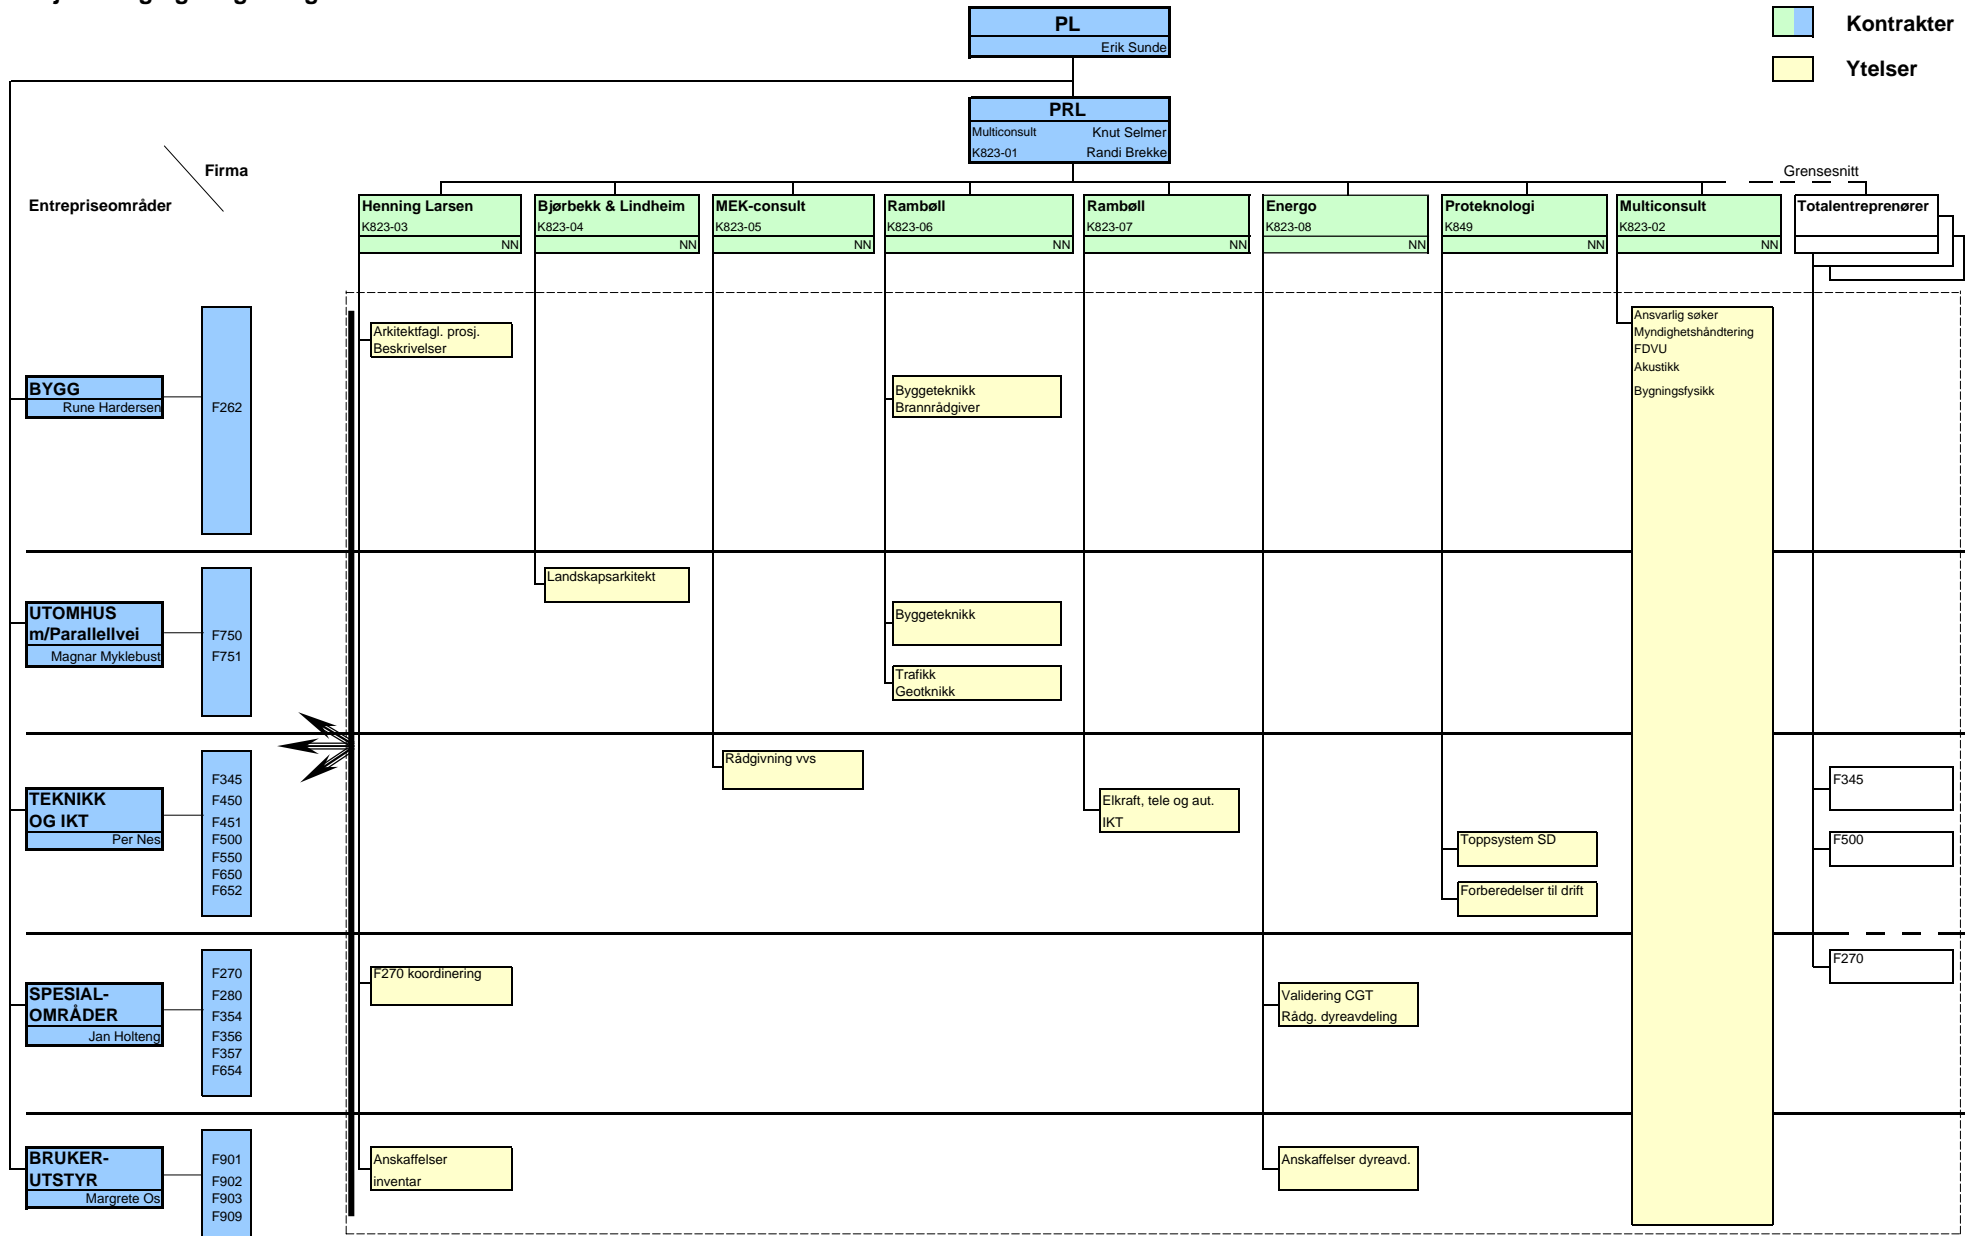 PL
Erik Sunde
Kontrakter
Ytelser
PRL
Multiconsult Knut Selmer
K823-01 Randi Brekke
Firma
Entrepriseområder
Grensesnitt
Henning Larsen
K823-03
NN
Bjørbekk & Lindheim
K823-04
NN
MEK-consult
K823-05
NN
Rambøll
K823-06
NN
Rambøll
K823-07
NN
Energo
K823-08
NN
Proteknologi
K849
NN
Multiconsult
K823-02
NN
Totalentreprenører
BYGG
Rune Hardersen
F262
Arkitektfagl. prosj.
Beskrivelser
Byggeteknikk
Brannrådgiver
Ansvarlig søker
Myndighetshåndtering
FDVU
Akustikk
Bygningsfysikk
UTOMHUS
m/Parallellvei
Magnar Myklebust
F750
F751
Landskapsarkitekt
Byggeteknikk
Trafikk
Geotknikk
TEKNIKK
OG IKT
Per Nes
F345
F450
F451
F500
F550
F650
F652
Rådgivning vvs
Elkraft, tele og aut.
IKT
Toppsystem SD
Forberedelser til drift
F345
F500
SPESIAL-
OMRÅDER
Jan Holteng
F270
F280
F354
F356
F357
F654
F270 koordinering
Validering CGT
Rådg. dyreavdeling
F270
BRUKER-
UTSTYR
Margrete Os
F901
F902
F903
F909
Anskaffelser
inventar
Anskaffelser dyreavd.